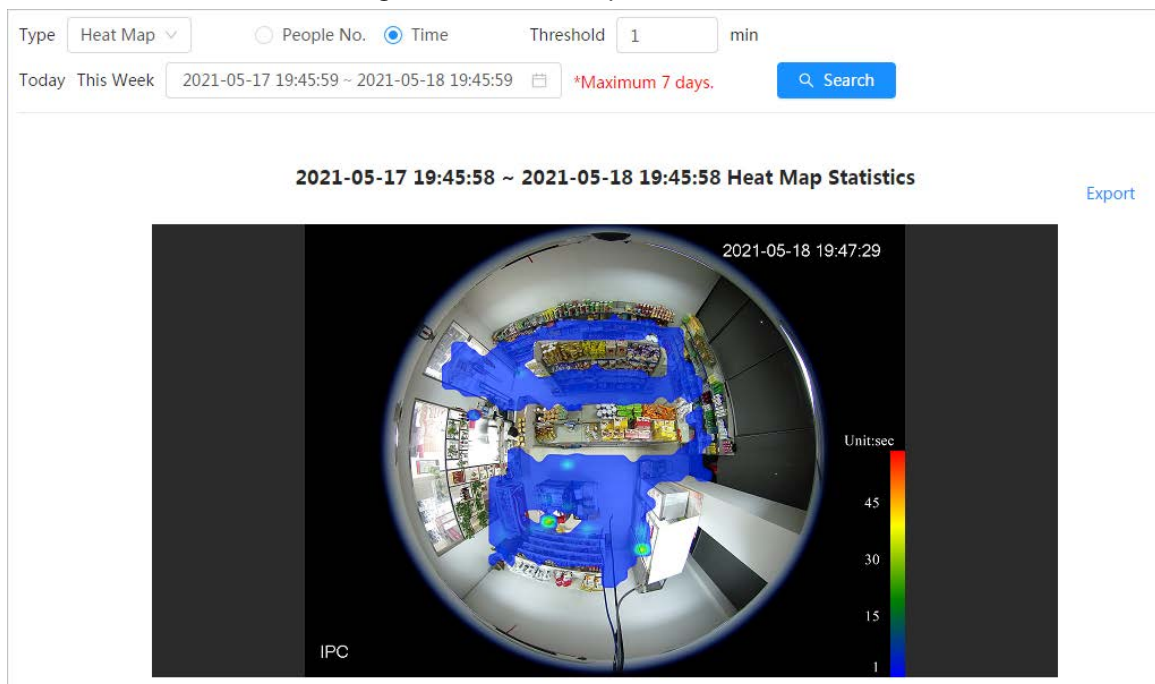 Type Heat Map People No. Time Threshold 1 min
Today This Week 2021-05-17 19:45:59 ~ 2021-05-18 19:45:59 *Maximum 7 days. Search
2021-05-17 19:45:58 ~ 2021-05-18 19:45:58 Heat Map Statistics
Export
2021-05-18 19:47:29
Unit:sec
45
30
15
1
IPC